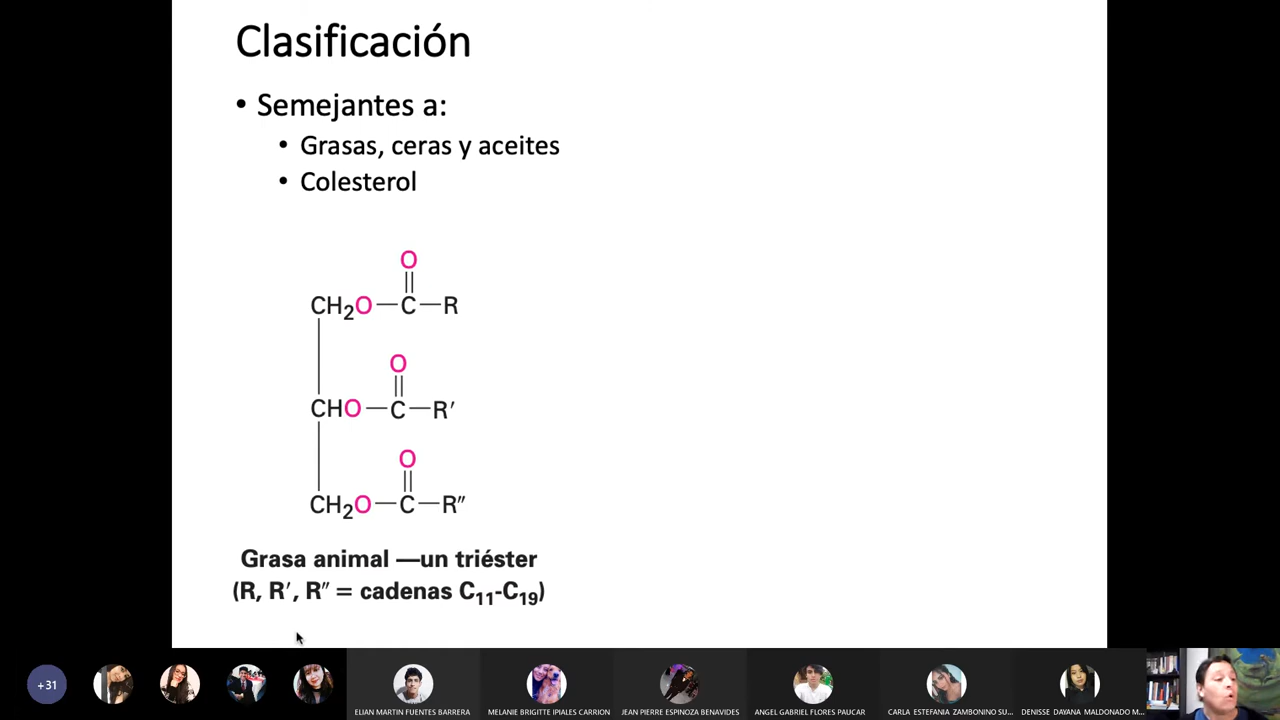 Clasificación
• Semejantes a:
• Grasas, ceras y aceites
• Colesterol
O
CH₂O—C—R
O
CHO—C—R′
O
CH₂O—C—R″
Grasa animal —un triéster
(R, R′, R″ = cadenas C₁₁-C₁₉)
+31
ELIAN MARTIN FUENTES BARRERA
MELANIE BRIGITTE IPIALES CARRION
JEAN PIERRE ESPINOZA BENAVIDES
ANGEL GABRIEL FLORES PAUCAR
CARLA ESTEFANIA ZAMBONINO SU...
DENISSE DAYANA MALDONADO M...